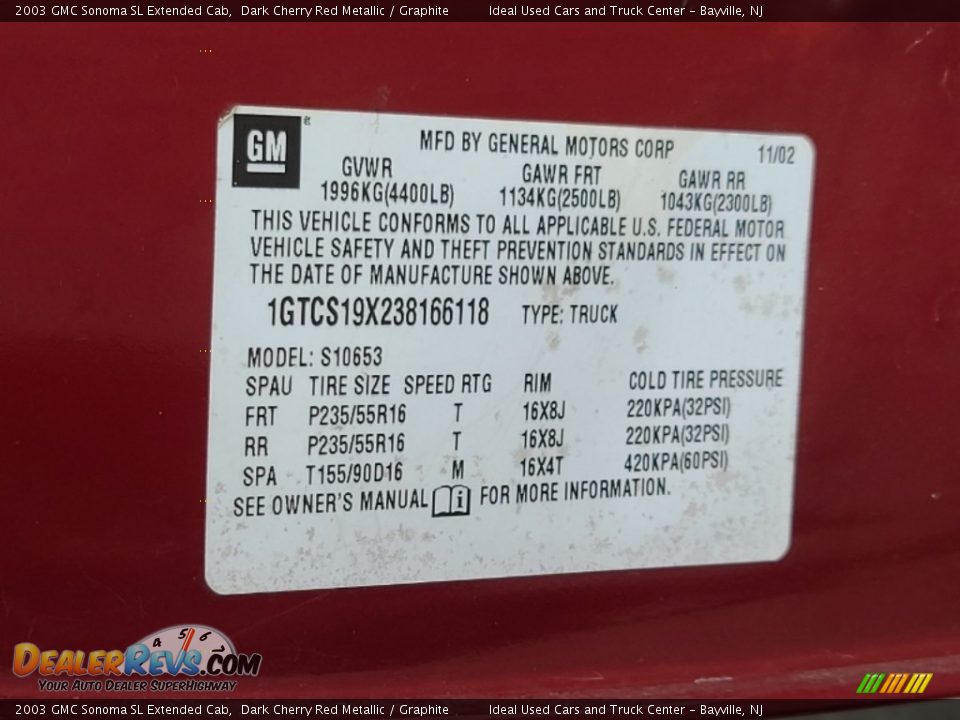 2003 GMC Sonoma SL Extended Cab, Dark Cherry Red Metallic / Graphite Ideal Used Cars and Truck Center - Bayville, NJ
GM
MFD BY GENERAL MOTORS CORP 11/02
GVWR GAWR FRT GAWR RR
1996KG(4400LB) 1134KG(2500LB) 1043KG(2300LB)
THIS VEHICLE CONFORMS TO ALL APPLICABLE U.S. FEDERAL MOTOR
VEHICLE SAFETY AND THEFT PREVENTION STANDARDS IN EFFECT ON
THE DATE OF MANUFACTURE SHOWN ABOVE.
1GTCS19X238166118 TYPE: TRUCK
MODEL: S10653
SPAU TIRE SIZE SPEED RTG RIM COLD TIRE PRESSURE
FRT P235/55R16 T 16X8J 220KPA(32PSI)
RR P235/55R16 T 16X8J 220KPA(32PSI)
SPA T155/90D16 M 16X4T 420KPA(60PSI)
SEE OWNER'S MANUAL FOR MORE INFORMATION.
4 5 6
DEALERREVS.COM
YOUR AUTO DEALER SUPERHIGHWAY
2003 GMC Sonoma SL Extended Cab, Dark Cherry Red Metallic / Graphite Ideal Used Cars and Truck Center - Bayville, NJ